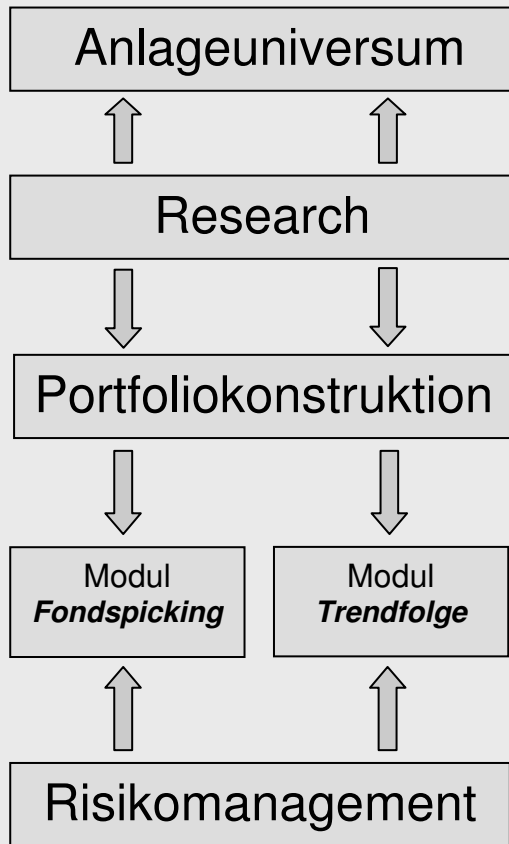 Anlageuniversum
Research
Portfoliokonstruktion
Modul
Fondspicking
Modul
Trendfolge
Risikomanagement